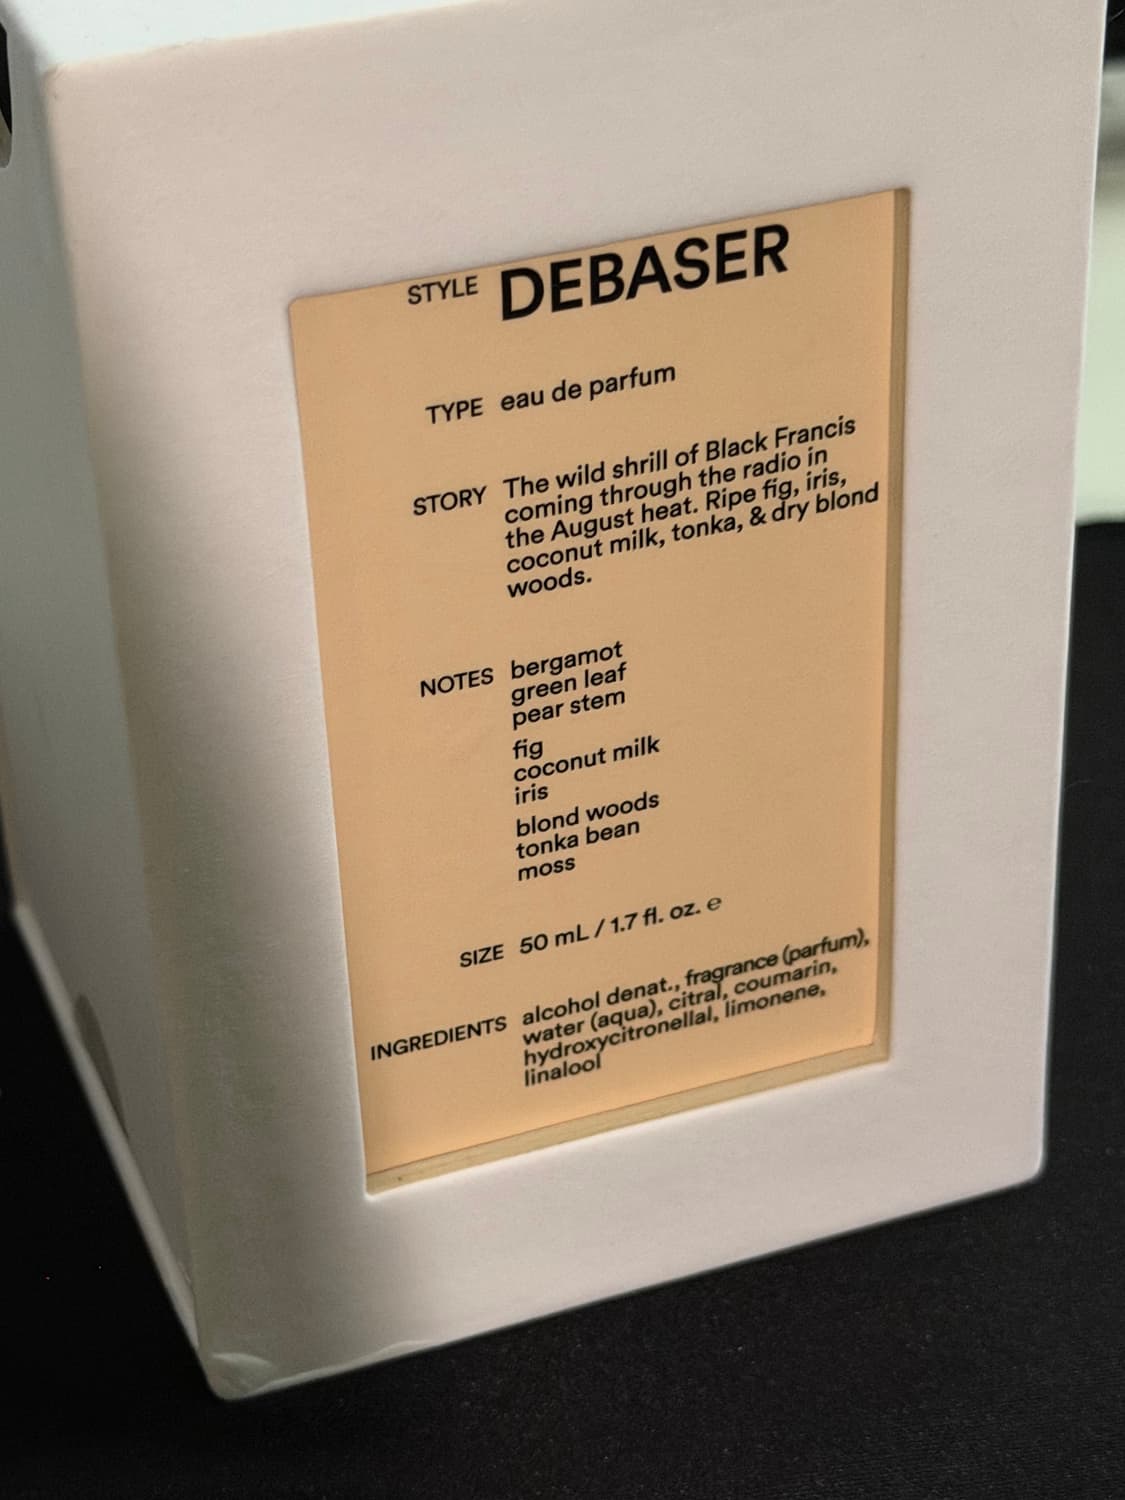 STYLE DEBASER
TYPE eau de parfum
STORY The wild shrill of Black Francis
coming through the radio in
the August heat. Ripe fig, iris,
coconut milk, tonka, & dry blond
woods.
NOTES bergamot
green leaf
pear stem
fig
coconut milk
iris
blond woods
tonka bean
moss
SIZE 50 mL / 1.7 fl. oz. ℮
INGREDIENTS alcohol denat., fragrance (parfum),
water (aqua), citral, coumarin,
hydroxycitronellal, limonene,
linalool